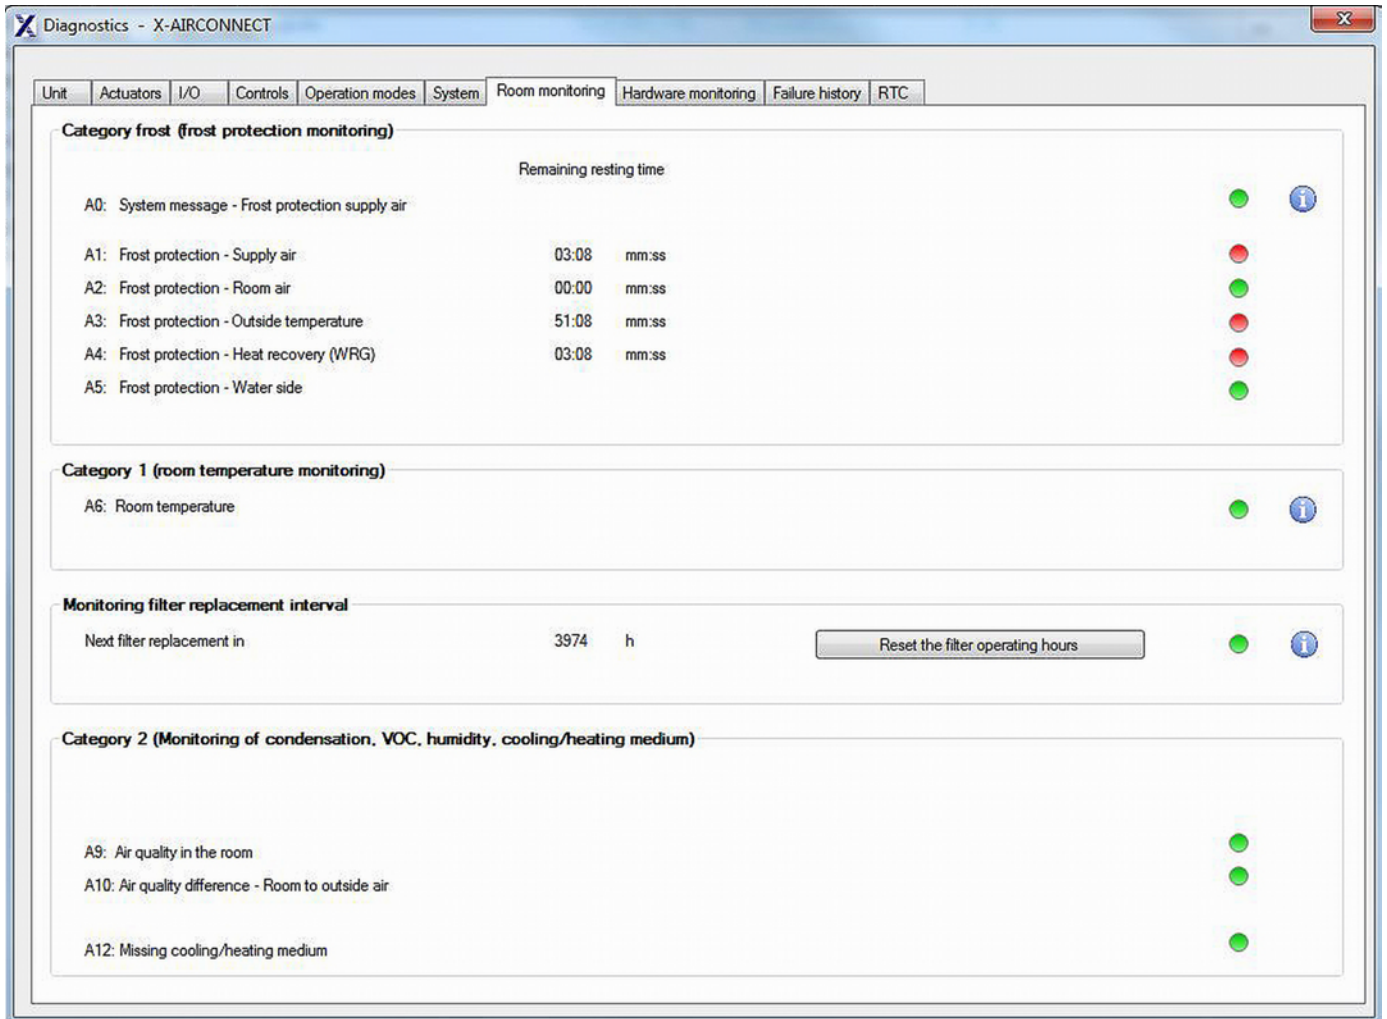 Diagnostics - X-AIRCONNECT
Unit Actuators I/O Controls Operation modes System Room monitoring Hardware monitoring Failure history RTC
Category frost (frost protection monitoring)
Remaining resting time
A0: System message - Frost protection supply air
A1: Frost protection - Supply air 03:08 mm:ss
A2: Frost protection - Room air 00:00 mm:ss
A3: Frost protection - Outside temperature 51:08 mm:ss
A4: Frost protection - Heat recovery (WRG) 03:08 mm:ss
A5: Frost protection - Water side
Category 1 (room temperature monitoring)
A6: Room temperature
Monitoring filter replacement interval
Next filter replacement in 3974 h Reset the filter operating hours
Category 2 (Monitoring of condensation, VOC, humidity, cooling/heating medium)
A9: Air quality in the room
A10: Air quality difference - Room to outside air
A12: Missing cooling/heating medium